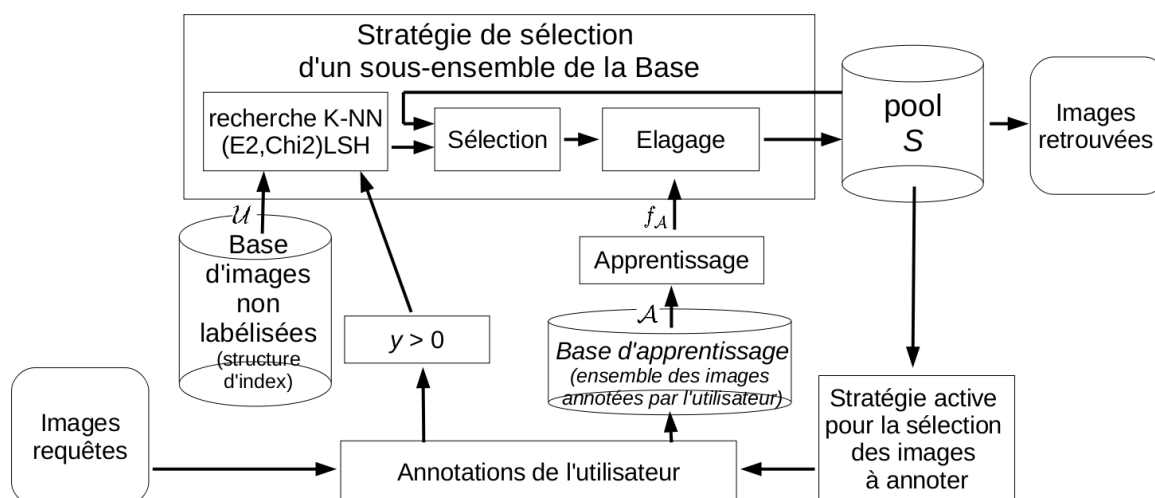 Stratégie de sélection
d'un sous-ensemble de la Base
recherche K-NN
(E2,Chi2)LSH
Sélection
Elagage
pool
S
Images
retrouvées
𝒰
Base
d'images
non
labélisées
(structure
d'index)
f𝒜
Apprentissage
𝒜
y > 0
Base d'apprentissage
(ensemble des images
annotées par l'utilisateur)
Images
requêtes
Annotations de l'utilisateur
Stratégie active
pour la sélection
des images
à annoter